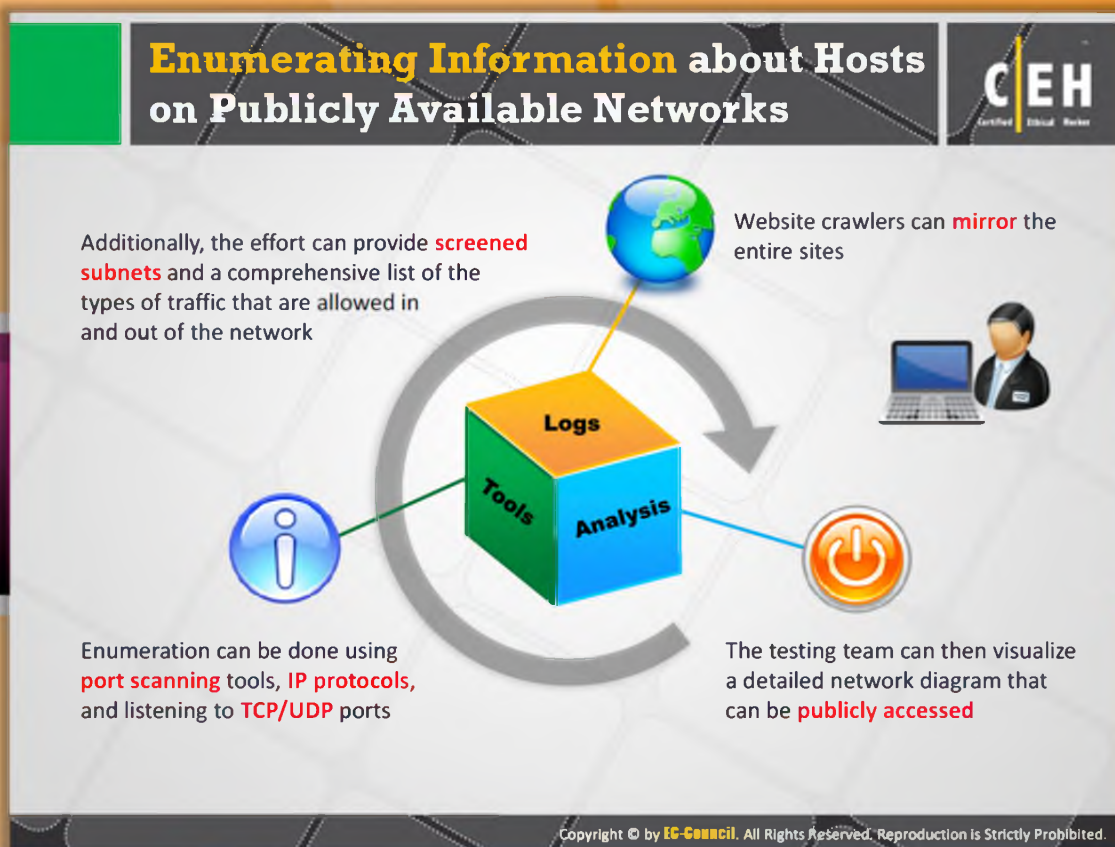 Enumerating Information about Hosts
on Publicly Available Networks
C|EH
Certified Ethical Hacker
Additionally, the effort can provide screened
subnets and a comprehensive list of the
types of traffic that are allowed in
and out of the network
Website crawlers can mirror the
entire sites
Logs
Tools
Analysis
Enumeration can be done using
port scanning tools, IP protocols,
and listening to TCP/UDP ports
The testing team can then visualize
a detailed network diagram that
can be publicly accessed
Copyright © by EC-Council. All Rights Reserved. Reproduction is Strictly Prohibited.